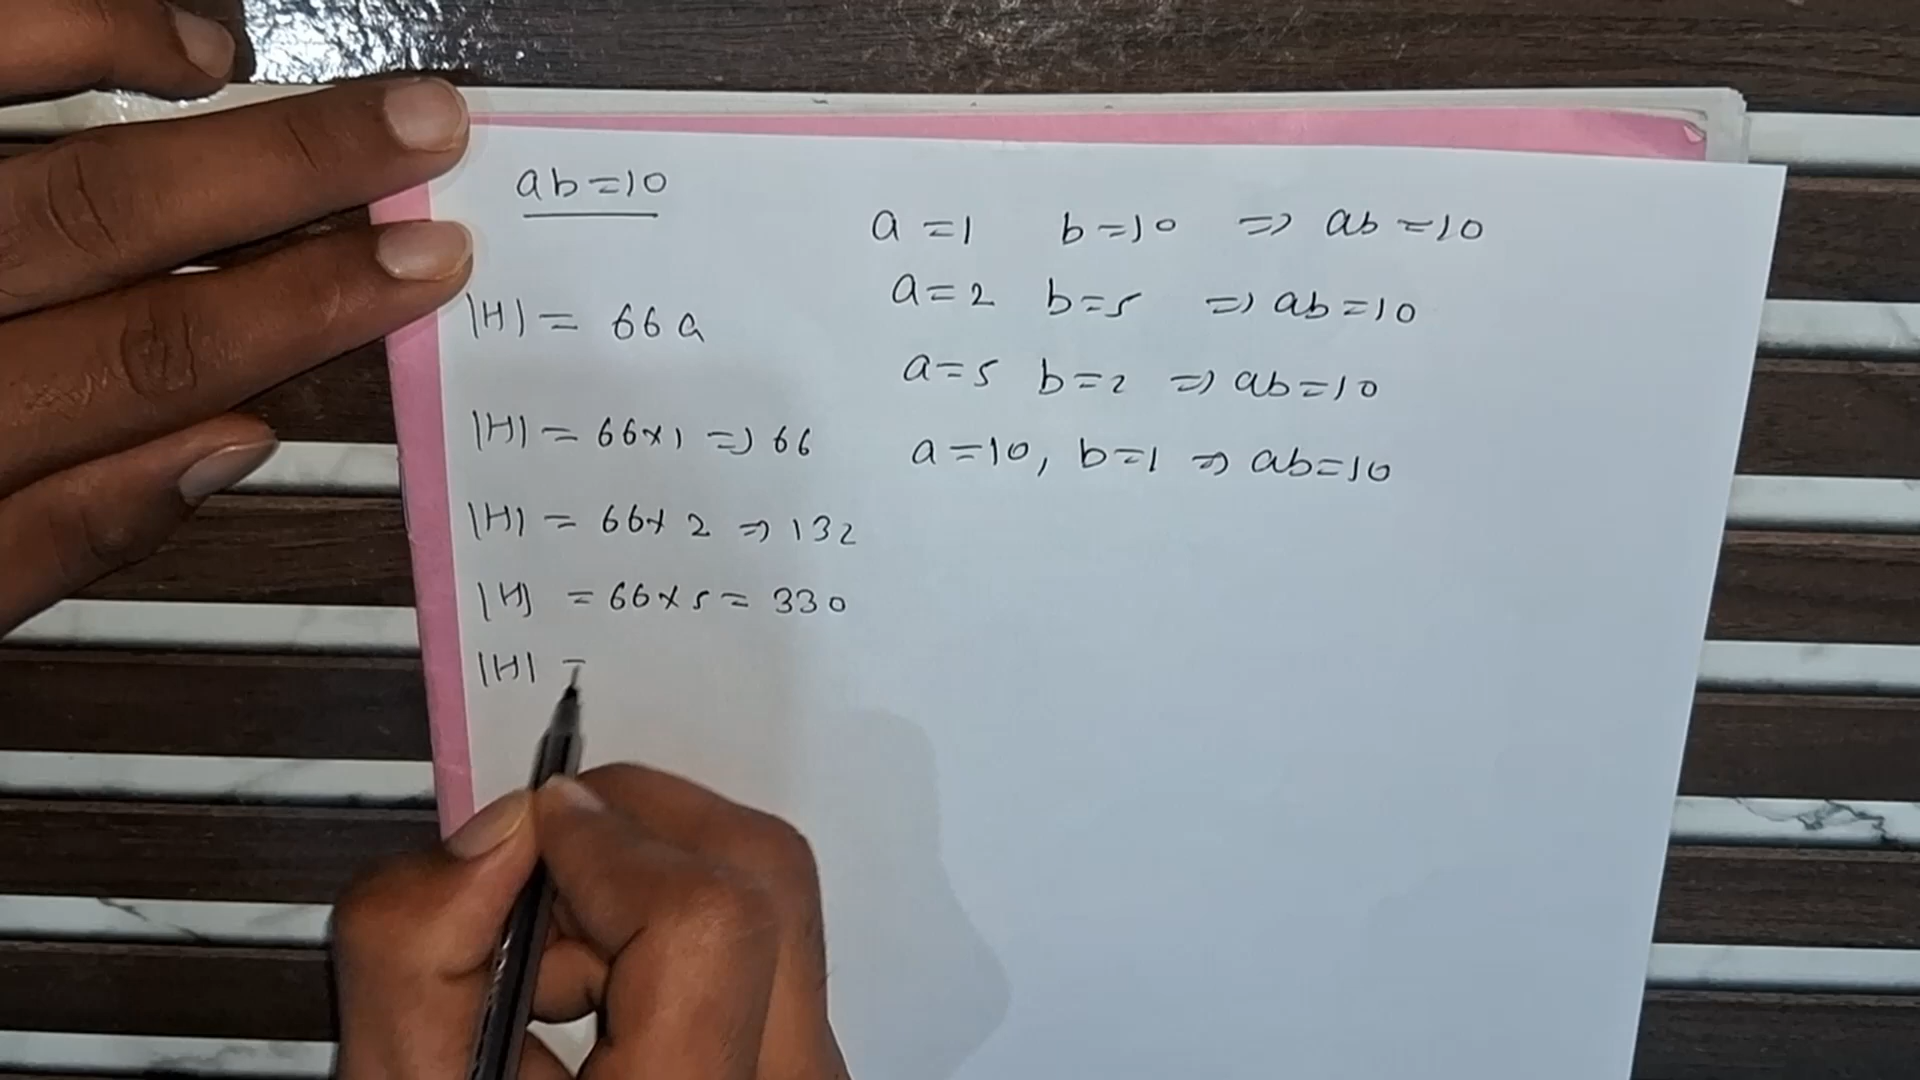 ab=10
|H| = 66a
|H| = 66×1 => 66
|H| = 66×2 => 132
|H| = 66×5 = 330
|H| =
a=1 b=10 => ab=10
a=2 b=5 => ab=10
a=5 b=2 => ab=10
a=10, b=1 => ab=10